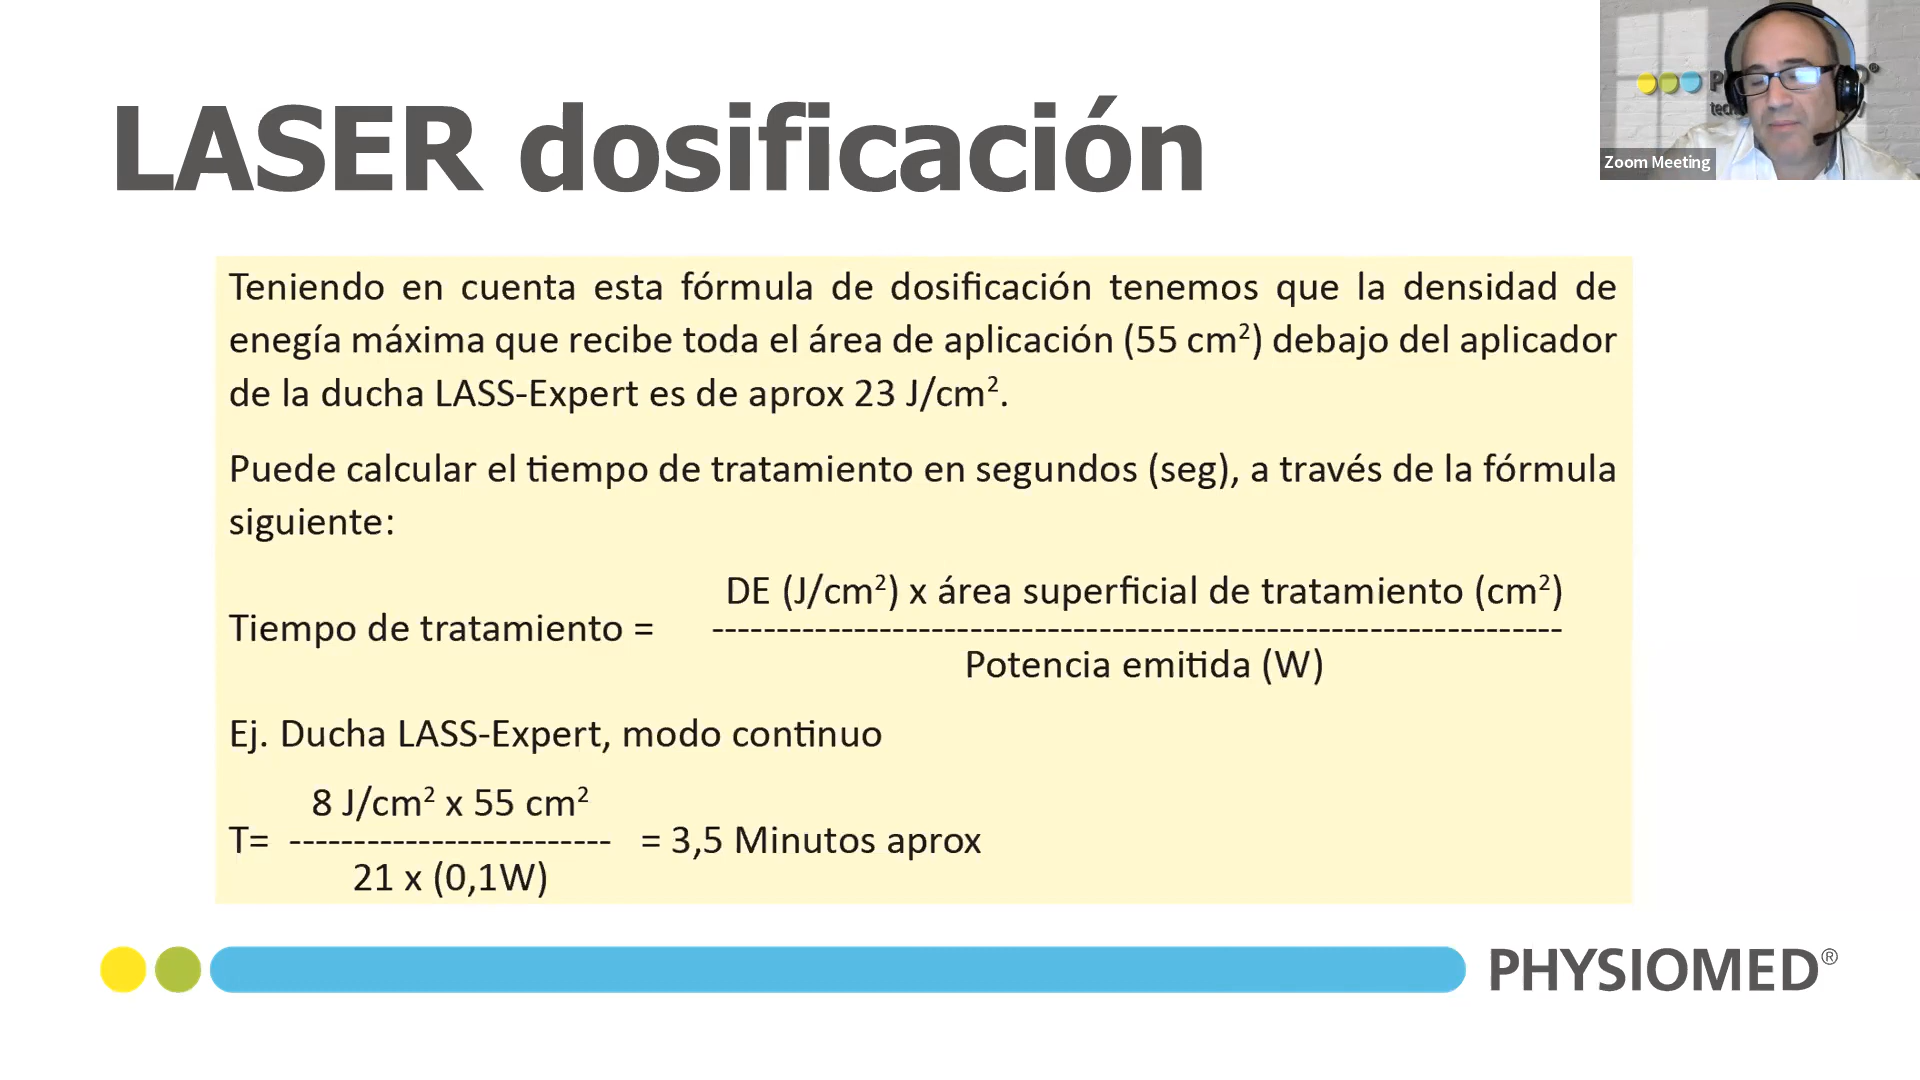 LASER dosificación
Teniendo en cuenta esta fórmula de dosificación tenemos que la densidad de
enegía máxima que recibe toda el área de aplicación (55 cm²) debajo del aplicador
de la ducha LASS-Expert es de aprox 23 J/cm².
Puede calcular el tiempo de tratamiento en segundos (seg), a través de la fórmula
siguiente:
DE (J/cm²) x área superficial de tratamiento (cm²)
Tiempo de tratamiento = ------------------------------------------------------------------
Potencia emitida (W)
Ej. Ducha LASS-Expert, modo continuo
8 J/cm² x 55 cm²
T= ------------------------- = 3,5 Minutos aprox
21 x (0,1W)
PHYSIOMED®
Zoom Meeting